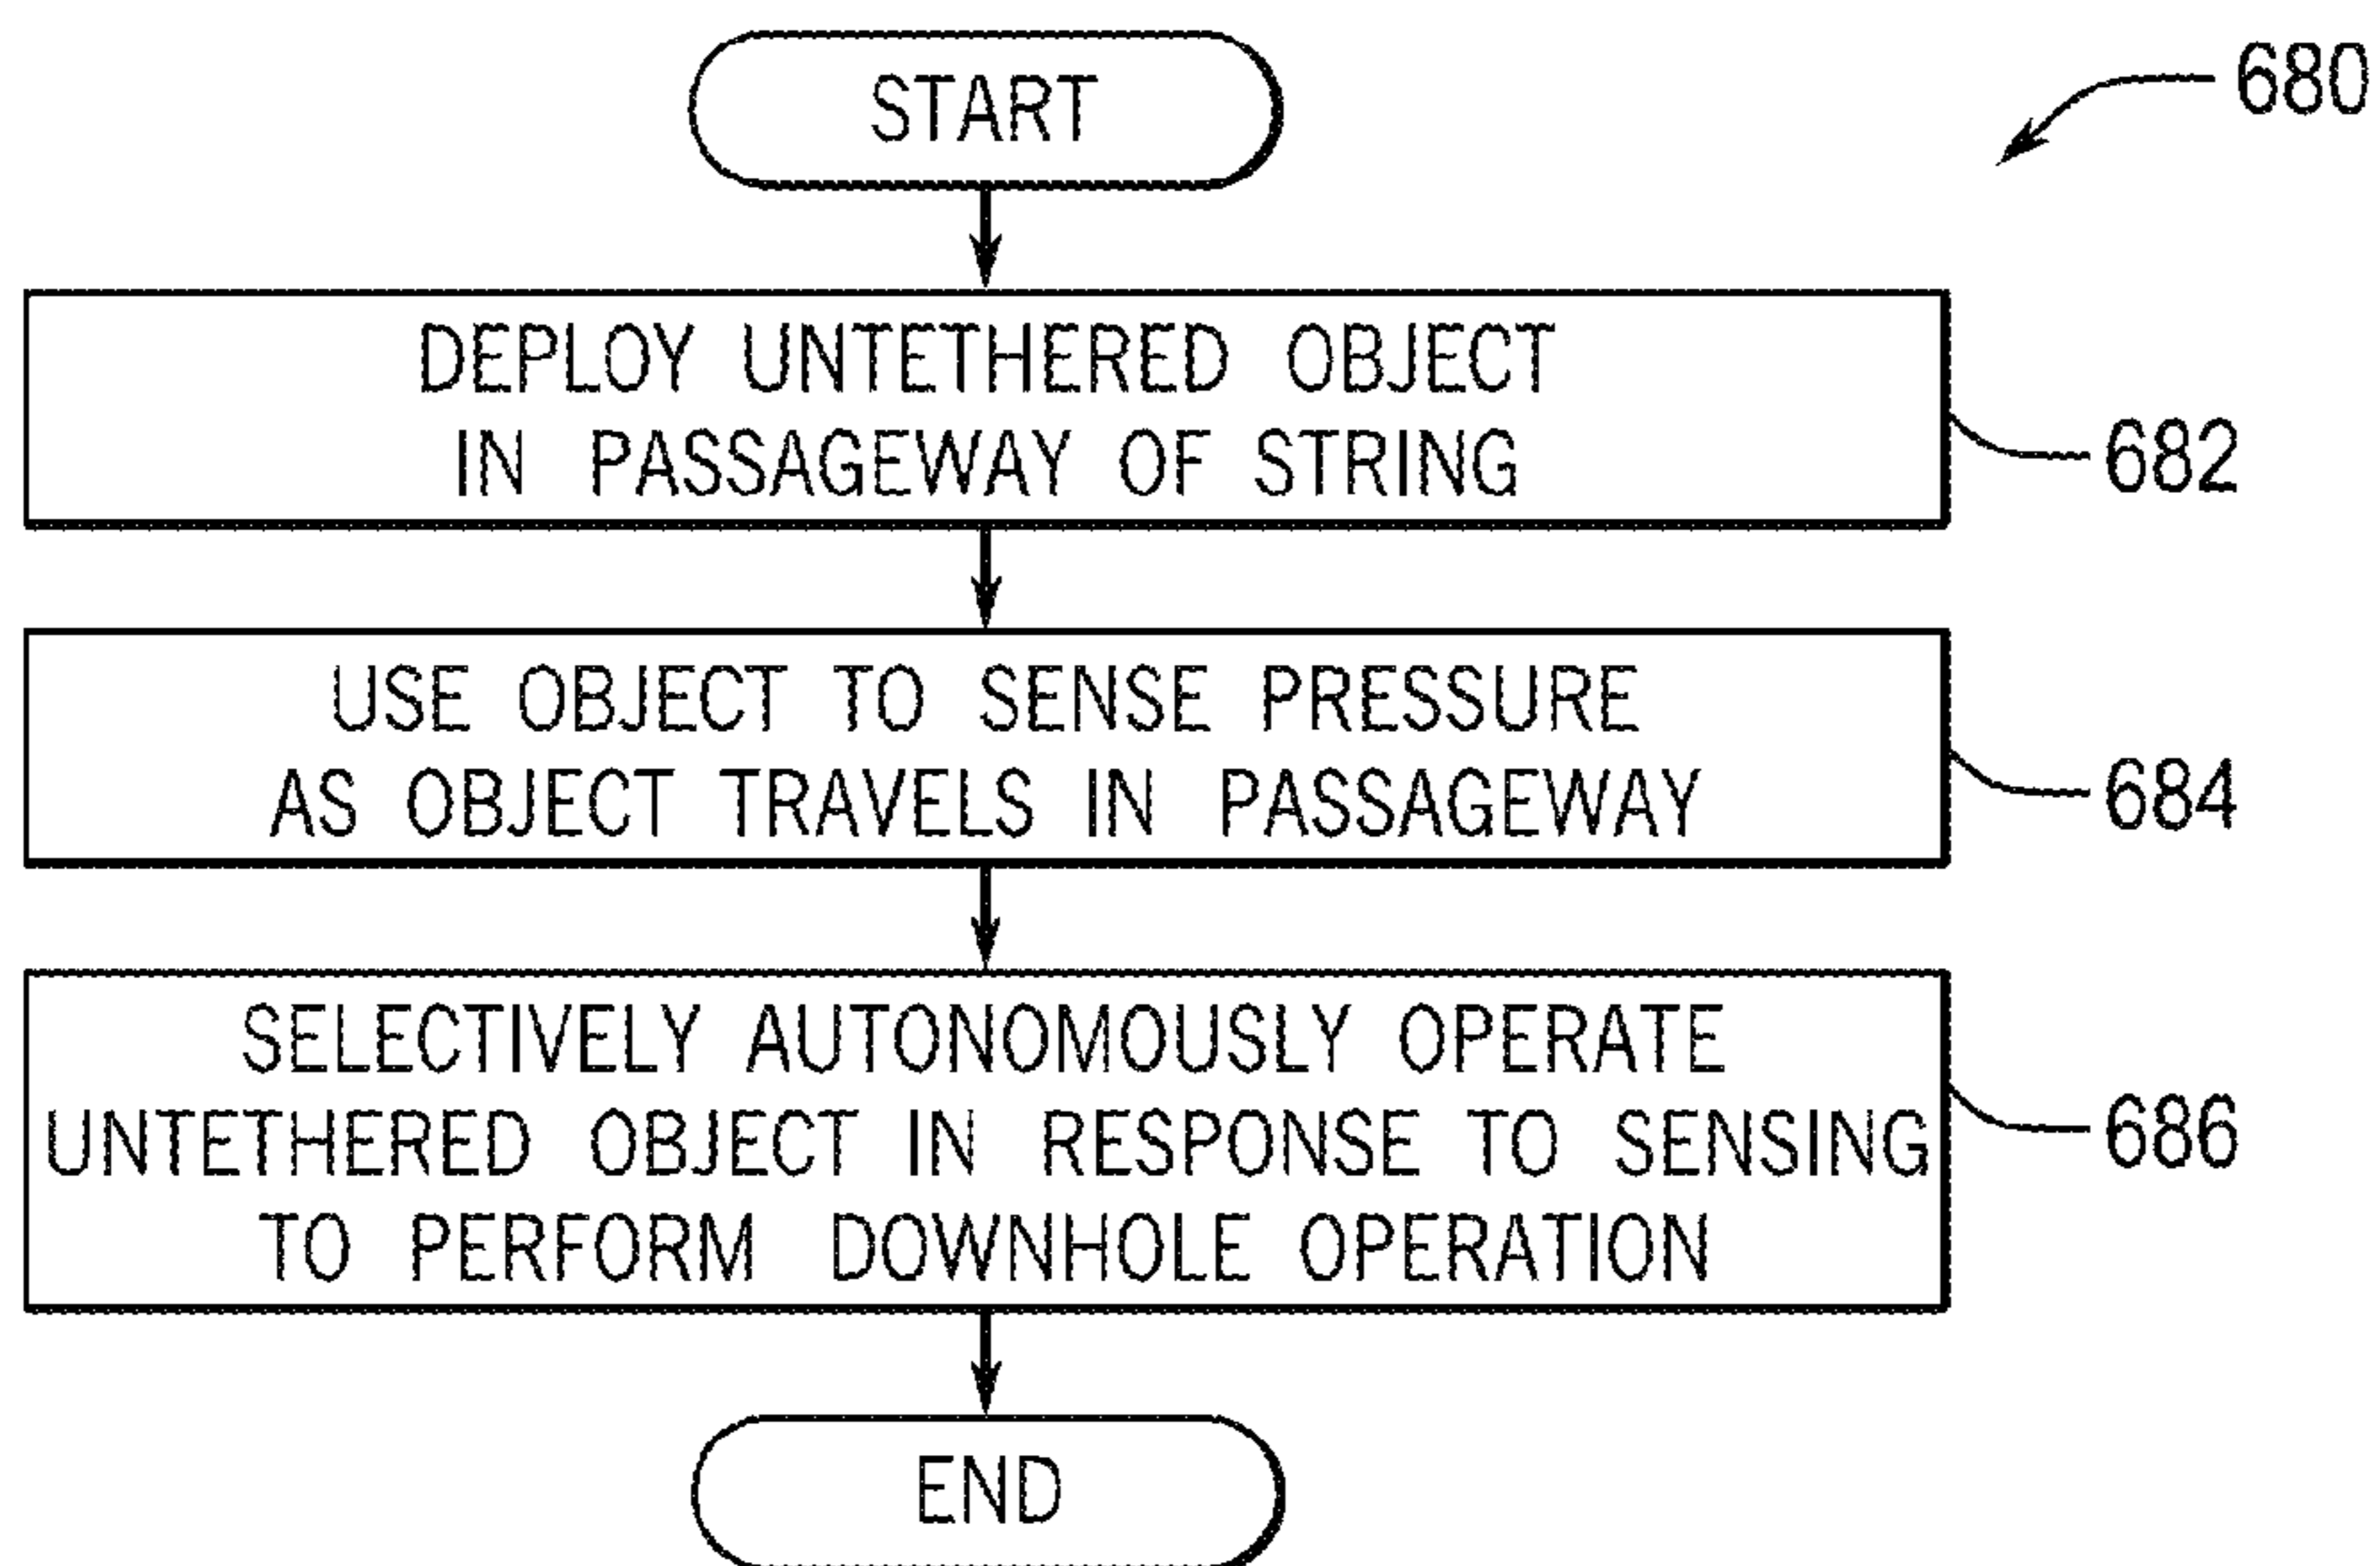 START
680
DEPLOY UNTETHERED OBJECT
IN PASSAGEWAY OF STRING
682
USE OBJECT TO SENSE PRESSURE
AS OBJECT TRAVELS IN PASSAGEWAY
684
SELECTIVELY AUTONOMOUSLY OPERATE
UNTETHERED OBJECT IN RESPONSE TO SENSING
TO PERFORM DOWNHOLE OPERATION
686
END